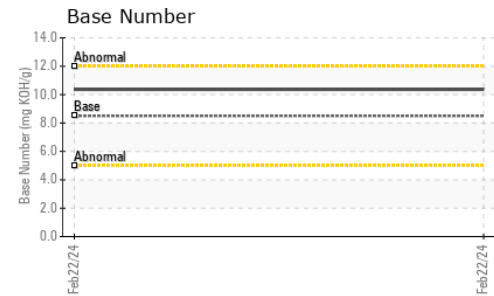 Base Number
Base Number (mg KOH/g)
14.0
12.0
10.0
8.0
6.0
4.0
2.0
0.0
Abnormal
Base
Abnormal
Feb22/24
Feb22/24